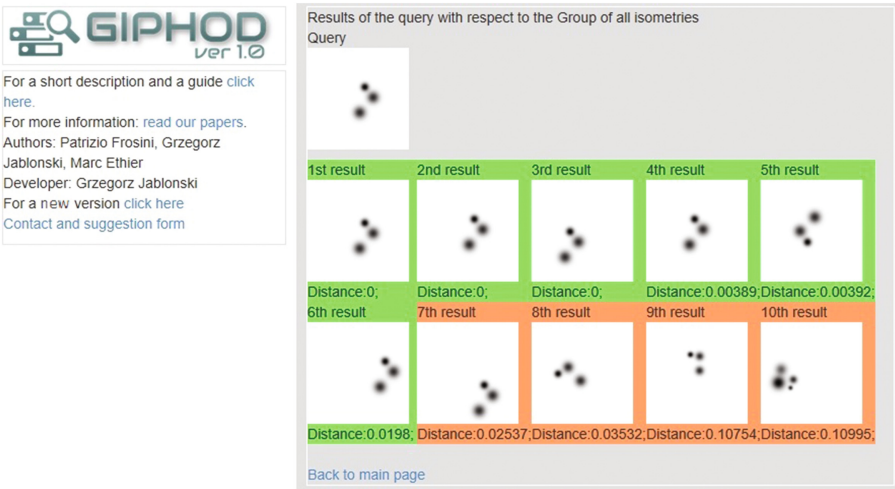 GIPHOD
ver 1.0
For a short description and a guide click
here.
For more information: read our papers.
Authors: Patrizio Frosini, Grzegorz
Jablonski, Marc Ethier
Developer: Grzegorz Jablonski
For a new version click here
Contact and suggestion form
Results of the query with respect to the Group of all isometries
Query
1st result 2nd result 3rd result 4th result 5th result
Distance:0; Distance:0; Distance:0; Distance:0.00389; Distance:0.00392;
6th result 7th result 8th result 9th result 10th result
Distance:0.0198; Distance:0.02537; Distance:0.03532; Distance:0.10754; Distance:0.10995;
Back to main page